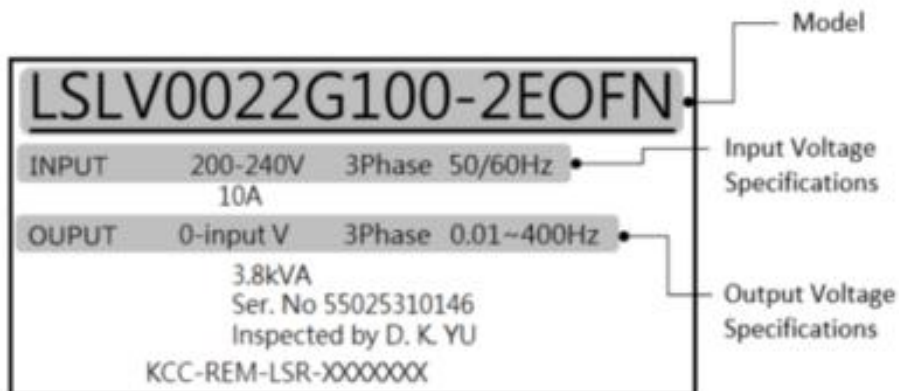 Model
LSLV0022G100-2EOFN
INPUT 200-240V 3Phase 50/60Hz
10A
Input Voltage
Specifications
OUPUT 0-input V 3Phase 0.01~400Hz
3.8kVA
Ser. No 55025310146
Inspected by D. K. YU
KCC-REM-LSR-XXXXXXX
Output Voltage
Specifications